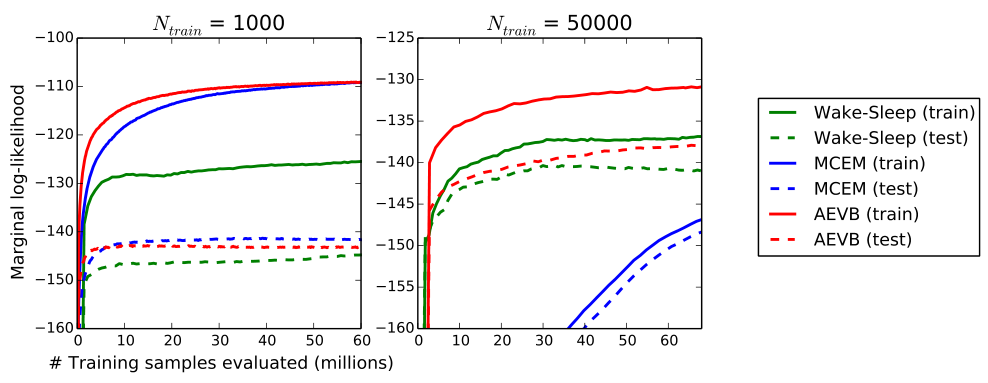 N_train = 1000
N_train = 50000
Marginal log-likelihood
−100
−110
−120
−130
−140
−150
−160
0 10 20 30 40 50 60
−125
−130
−135
−140
−145
−150
−155
−160
0 10 20 30 40 50 60
# Training samples evaluated (millions)
Wake-Sleep (train)
Wake-Sleep (test)
MCEM (train)
MCEM (test)
AEVB (train)
AEVB (test)